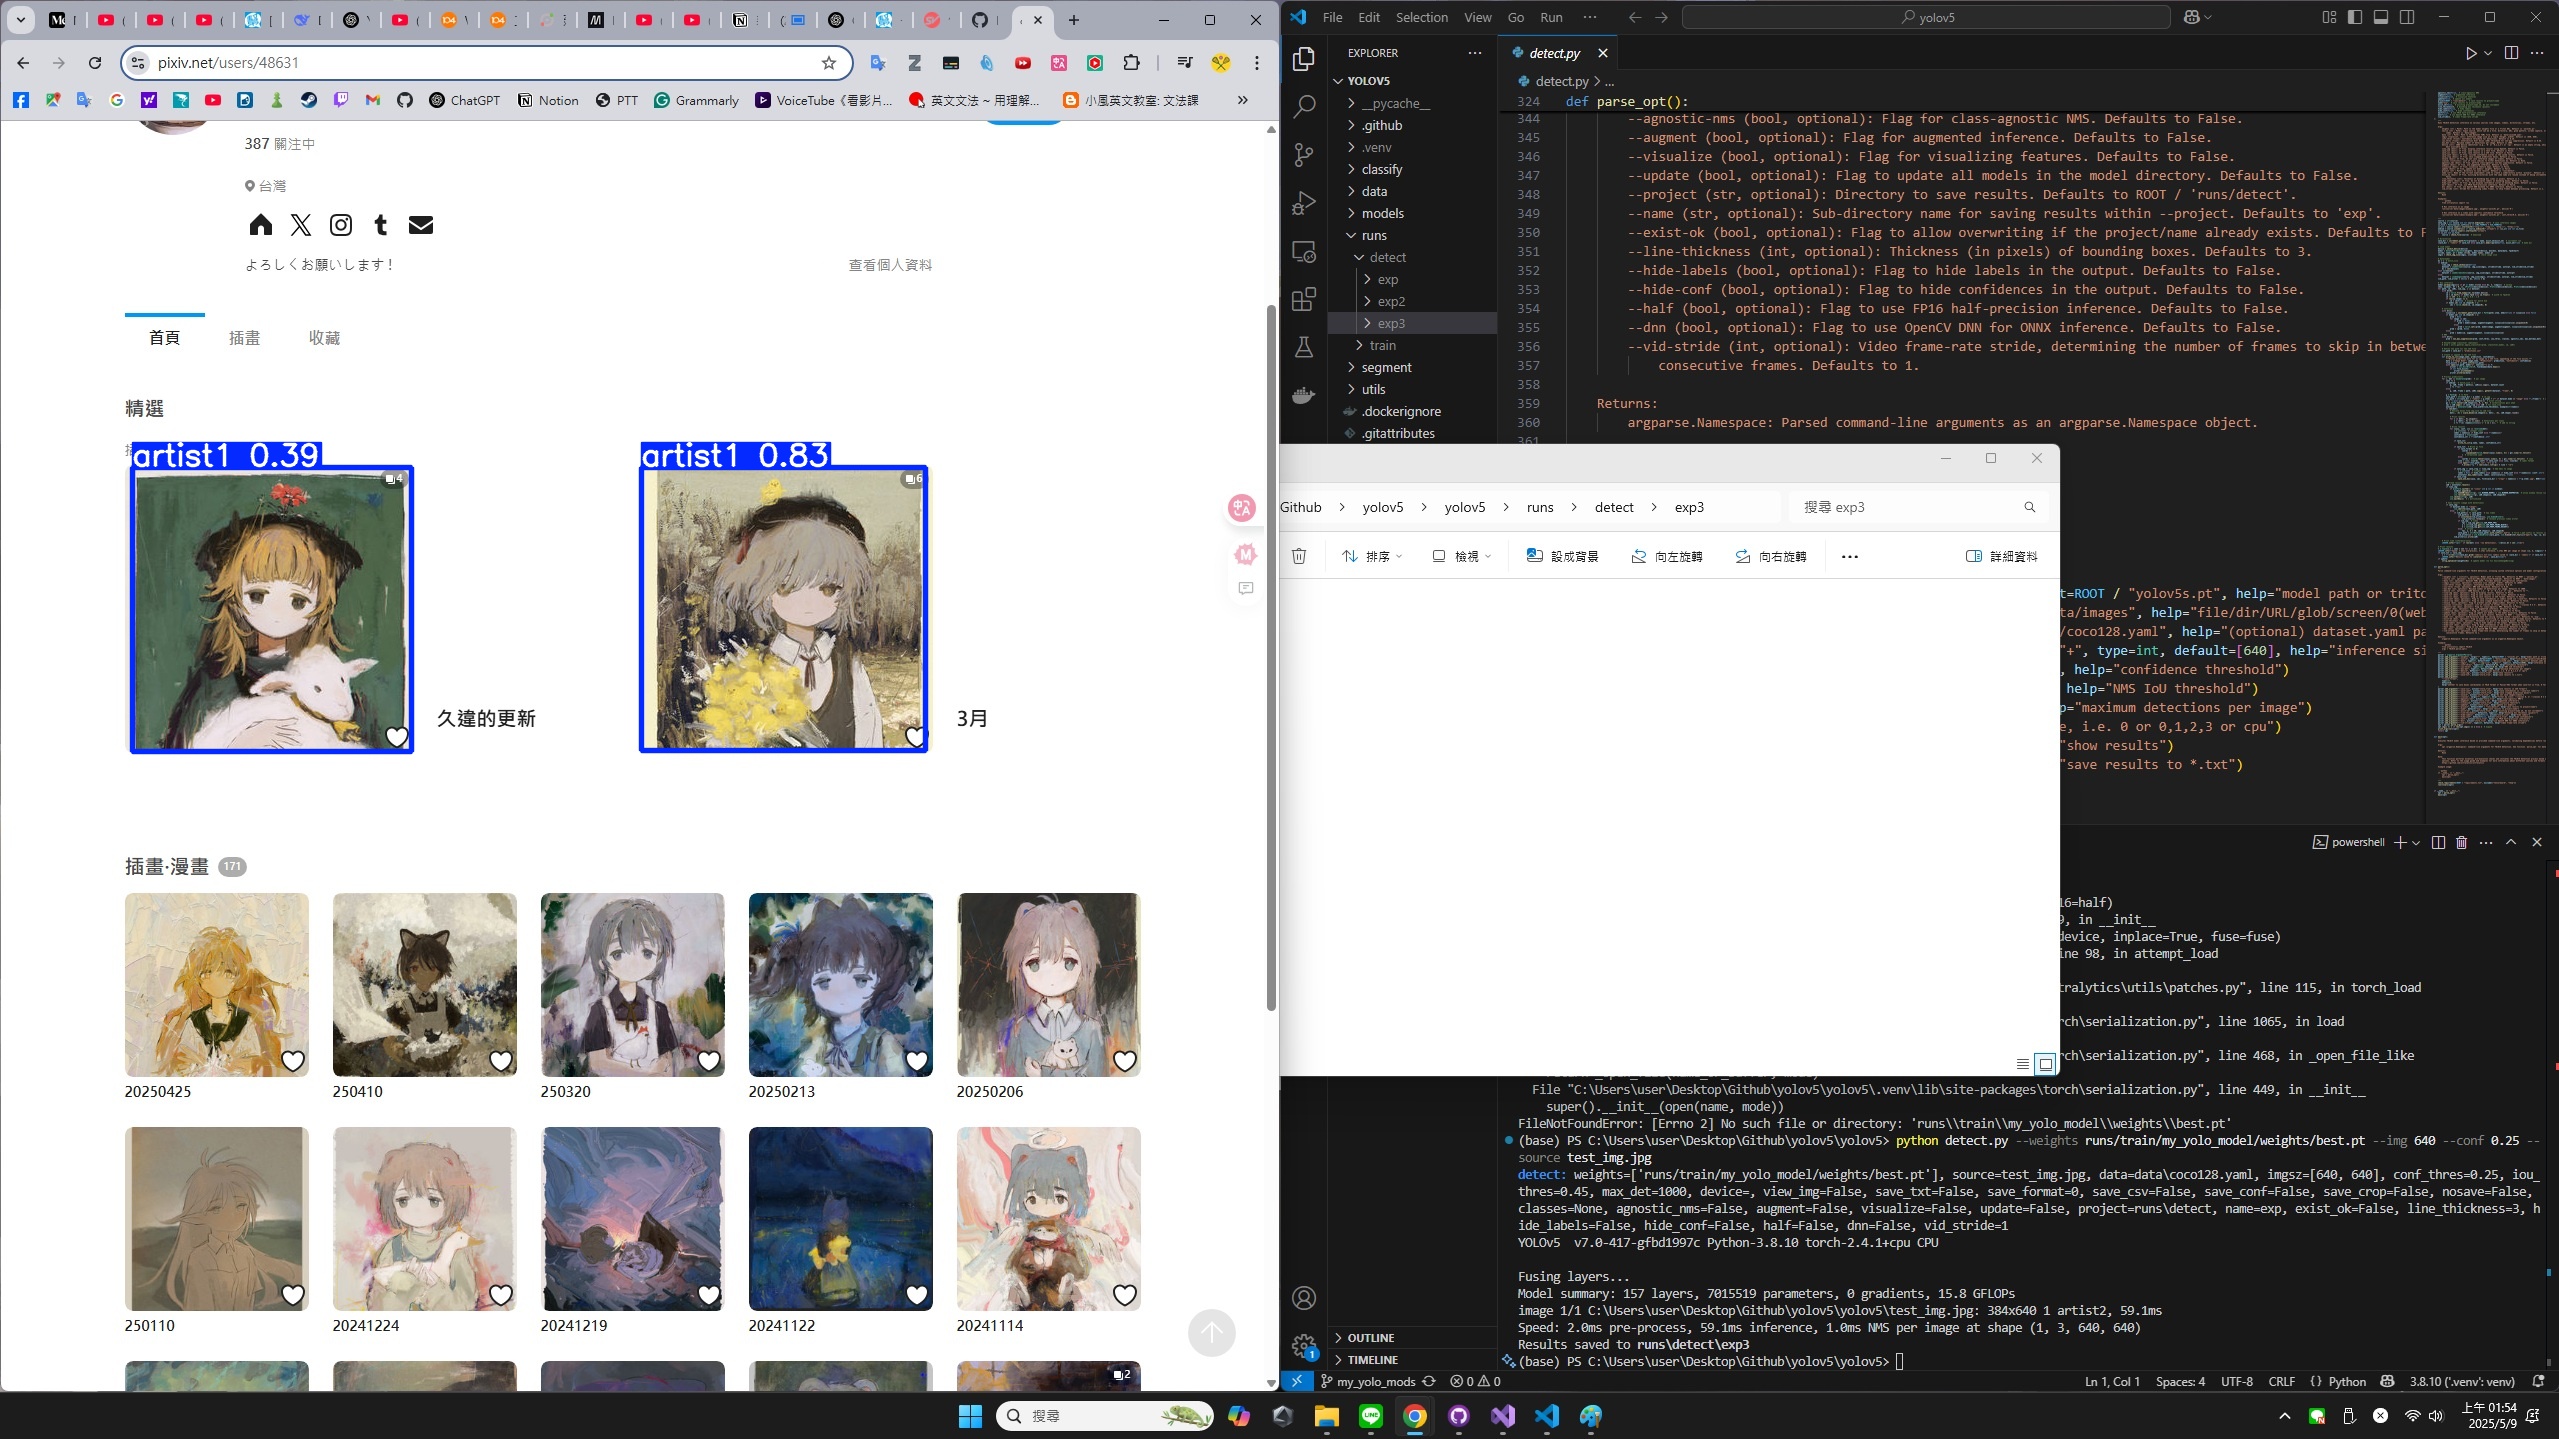 pixiv.net/users/48631
ChatGPT
Notion
PTT
Grammarly
VoiceTube《看影片...
英文文法 ~ 用理解...
小風英文教室: 文法課
387 關注中
台灣
よろしくお願いします！
查看個人資料
首頁
插畫
收藏
精選
artist1 0.39
4
久違的更新
artist1 0.83
6
3月
插畫·漫畫 171
20250425
250410
250320
20250213
20250206
250110
20241224
20241219
20241122
20241114
2
File Edit Selection View Go Run
yolov5
EXPLORER
YOLOV5
__pycache__
.github
.venv
classify
data
models
runs
detect
exp
exp2
exp3
train
segment
utils
.dockerignore
.gitattributes
OUTLINE
TIMELINE
detect.py
detect.py > ...
324 def parse_opt():
344 --agnostic-nms (bool, optional): Flag for class-agnostic NMS. Defaults to False.
345 --augment (bool, optional): Flag for augmented inference. Defaults to False.
346 --visualize (bool, optional): Flag for visualizing features. Defaults to False.
347 --update (bool, optional): Flag to update all models in the model directory. Defaults to False.
348 --project (str, optional): Directory to save results. Defaults to ROOT / 'runs/detect'.
349 --name (str, optional): Sub-directory name for saving results within --project. Defaults to 'exp'.
350 --exist-ok (bool, optional): Flag to allow overwriting if the project/name already exists. Defaults to F
351 --line-thickness (int, optional): Thickness (in pixels) of bounding boxes. Defaults to 3.
352 --hide-labels (bool, optional): Flag to hide labels in the output. Defaults to False.
353 --hide-conf (bool, optional): Flag to hide confidences in the output. Defaults to False.
354 --half (bool, optional): Flag to use FP16 half-precision inference. Defaults to False.
355 --dnn (bool, optional): Flag to use OpenCV DNN for ONNX inference. Defaults to False.
356 --vid-stride (int, optional): Video frame-rate stride, determining the number of frames to skip in betwe
357 consecutive frames. Defaults to 1.
358
359 Returns:
360 argparse.Namespace: Parsed command-line arguments as an argparse.Namespace object.
361
Github > yolov5 > yolov5 > runs > detect > exp3
搜尋 exp3
排序
檢視
設成背景
向左旋轉
向右旋轉
詳細資料
t=ROOT / "yolov5s.pt", help="model path or trito
ta/images", help="file/dir/URL/glob/screen/0(web
/coco128.yaml", help="(optional) dataset.yaml pa
"+", type=int, default=[640], help="inference si
, help="confidence threshold")
help="NMS IoU threshold")
p="maximum detections per image")
e, i.e. 0 or 0,1,2,3 or cpu")
"show results")
"save results to *.txt")
powershell
16=half)
9, in __init__
device, inplace=True, fuse=fuse)
ine 98, in attempt_load
tralytics\utils\patches.py", line 115, in torch_load
rch\serialization.py", line 1065, in load
rch\serialization.py", line 468, in _open_file_like
File "C:\Users\user\Desktop\Github\yolov5\yolov5\.venv\lib\site-packages\torch\serialization.py", line 449, in __init__
super().__init__(open(name, mode))
FileNotFoundError: [Errno 2] No such file or directory: 'runs\\train\\my_yolo_model\\weights\\best.pt'
(base) PS C:\Users\user\Desktop\Github\yolov5\yolov5> python detect.py --weights runs/train/my_yolo_model/weights/best.pt --img 640 --conf 0.25 --
source test_img.jpg
detect: weights=['runs/train/my_yolo_model/weights/best.pt'], source=test_img.jpg, data=data\coco128.yaml, imgsz=[640, 640], conf_thres=0.25, iou_
thres=0.45, max_det=1000, device=, view_img=False, save_txt=False, save_format=0, save_csv=False, save_conf=False, save_crop=False, nosave=False,
classes=None, agnostic_nms=False, augment=False, visualize=False, update=False, project=runs\detect, name=exp, exist_ok=False, line_thickness=3, h
ide_labels=False, hide_conf=False, half=False, dnn=False, vid_stride=1
YOLOv5 v7.0-417-gfbd1997c Python-3.8.10 torch-2.4.1+cpu CPU
Fusing layers...
Model summary: 157 layers, 7015519 parameters, 0 gradients, 15.8 GFLOPs
image 1/1 C:\Users\user\Desktop\Github\yolov5\yolov5\test_img.jpg: 384x640 1 artist2, 59.1ms
Speed: 2.0ms pre-process, 59.1ms inference, 1.0ms NMS per image at shape (1, 3, 640, 640)
Results saved to runs\detect\exp3
(base) PS C:\Users\user\Desktop\Github\yolov5\yolov5>
my_yolo_mods
0 0
Ln 1, Col 1
Spaces: 4
UTF-8
CRLF
{} Python
3.8.10 ('.venv': venv)
搜尋
上午 01:54
2025/5/9